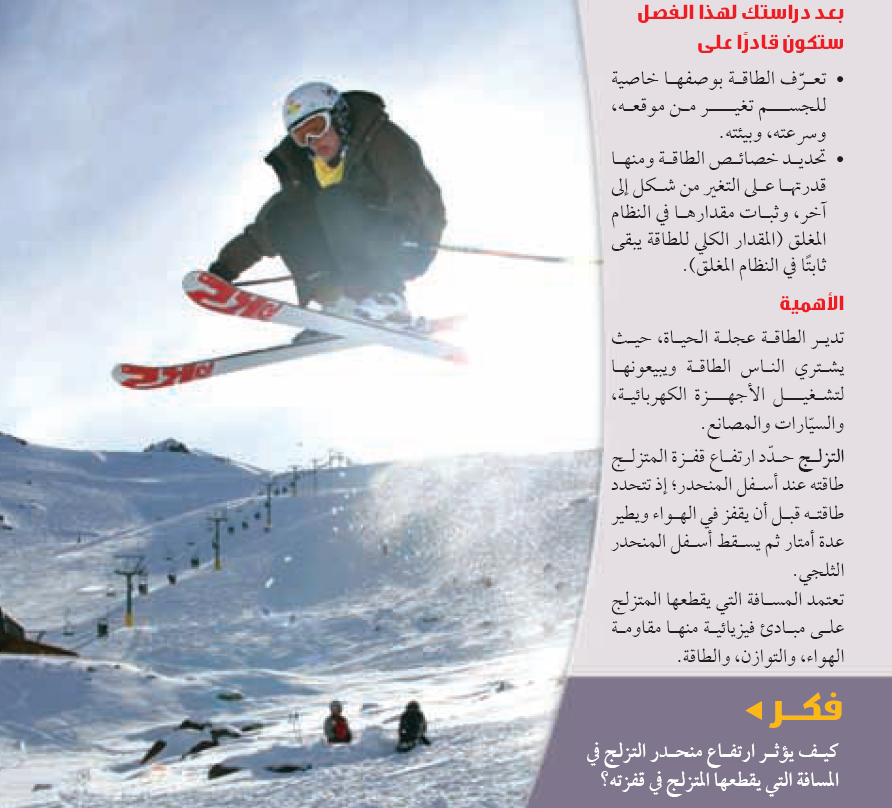 بعد دراستك لهذا الفصل
ستكون قادرًا على
• تعرّف الطاقة بوصفها خاصية
للجسم تغير من موقعه،
وسرعته، وبيئته.
• تحديد خصائص الطاقة ومنها
قدرتها على التغير من شكل إلى
آخر، وثبات مقدارها في النظام
المغلق (المقدار الكلي للطاقة يبقى
ثابتًا في النظام المغلق).
الأهمية
تدير الطاقة عجلة الحياة، حيث
يشتري الناس الطاقة ويبيعونها
لتشغيل الأجهزة الكهربائية،
والسيّارات والمصانع.
التزلج حدّد ارتفاع قفزة المتزلج
طاقته عند أسفل المنحدر؛ إذ تتحدد
طاقته قبل أن يقفز في الهواء ويطير
عدة أمتار ثم يسقط أسفل المنحدر
الثلجي.
تعتمد المسافة التي يقطعها المتزلج
على مبادئ فيزيائية منها مقاومة
الهواء، والتوازن، والطاقة.
فكر ◀
كيف يؤثر ارتفاع منحدر التزلج في
المسافة التي يقطعها المتزلج في قفزته؟